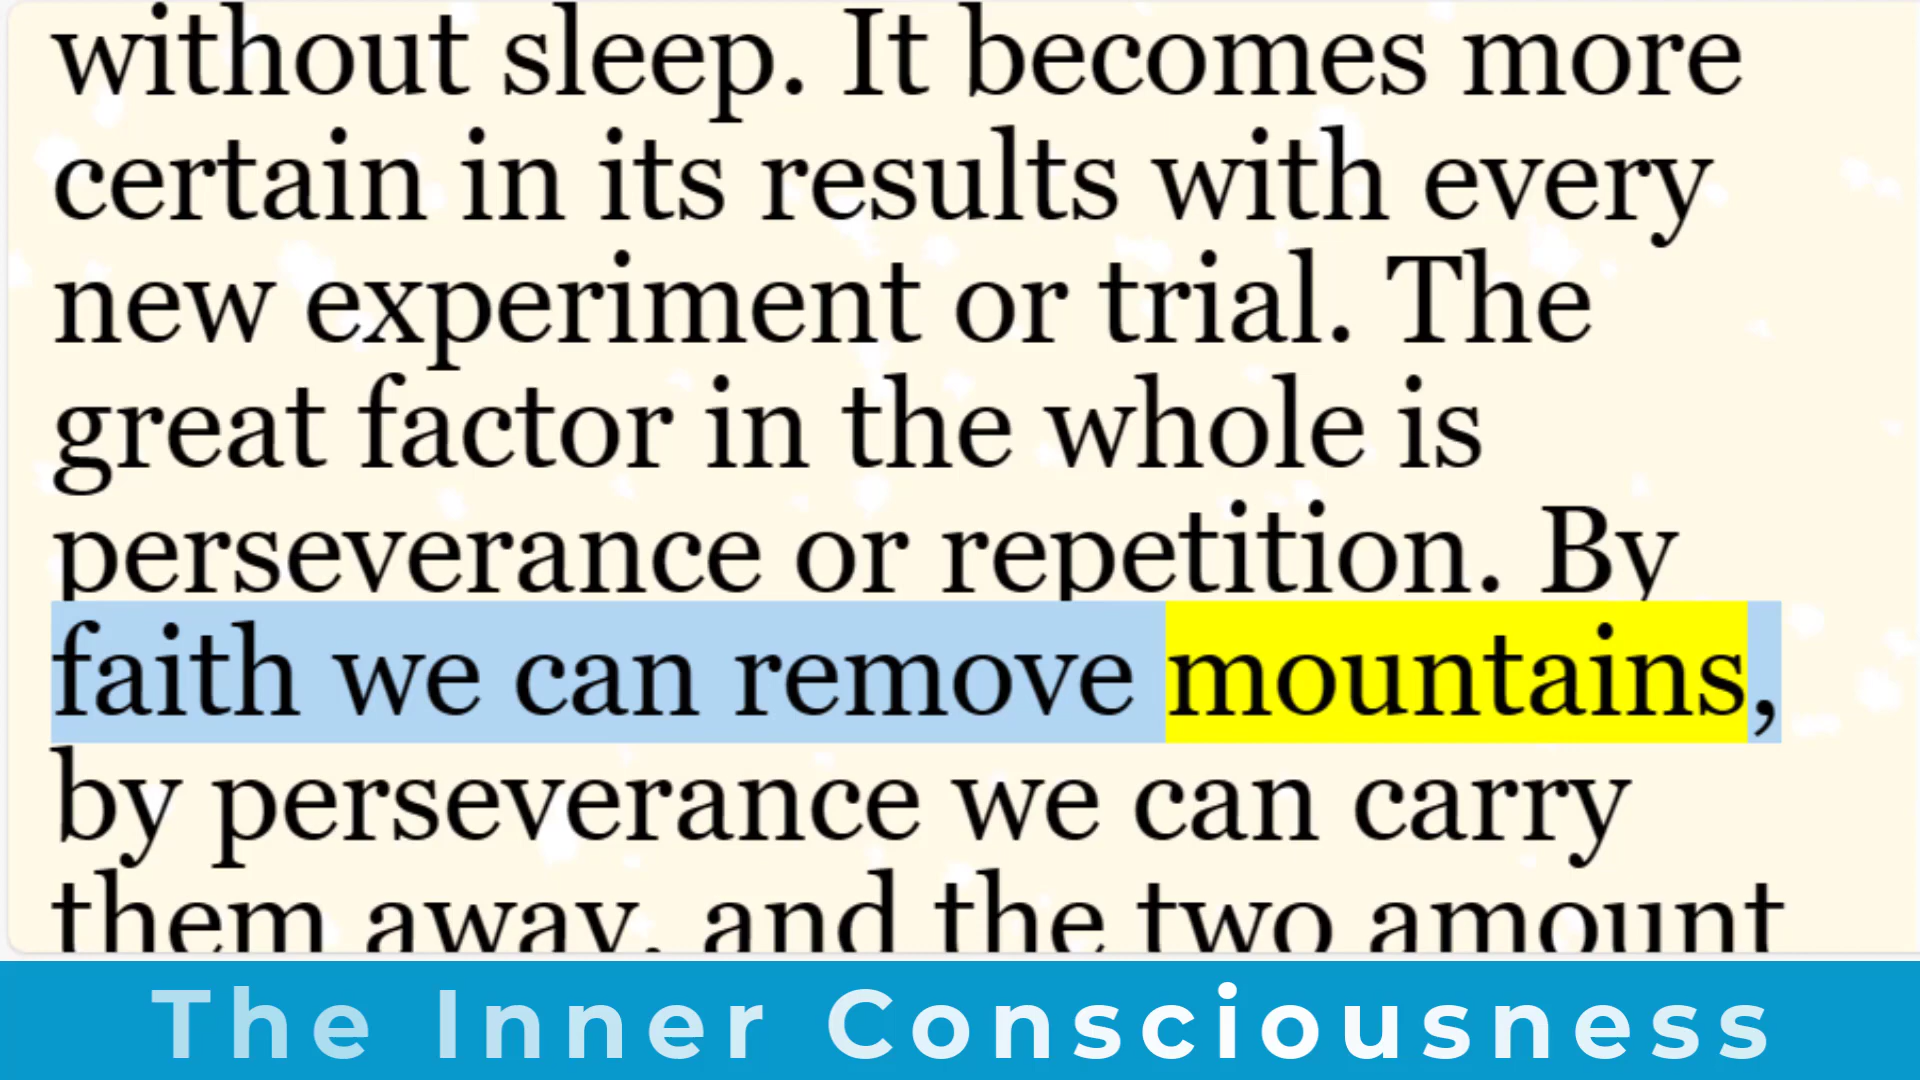 without sleep. It becomes more
certain in its results with every
new experiment or trial. The
great factor in the whole is
perseverance or repetition. By
faith we can remove mountains,
by perseverance we can carry
them away, and the two amount
The Inner Consciousness